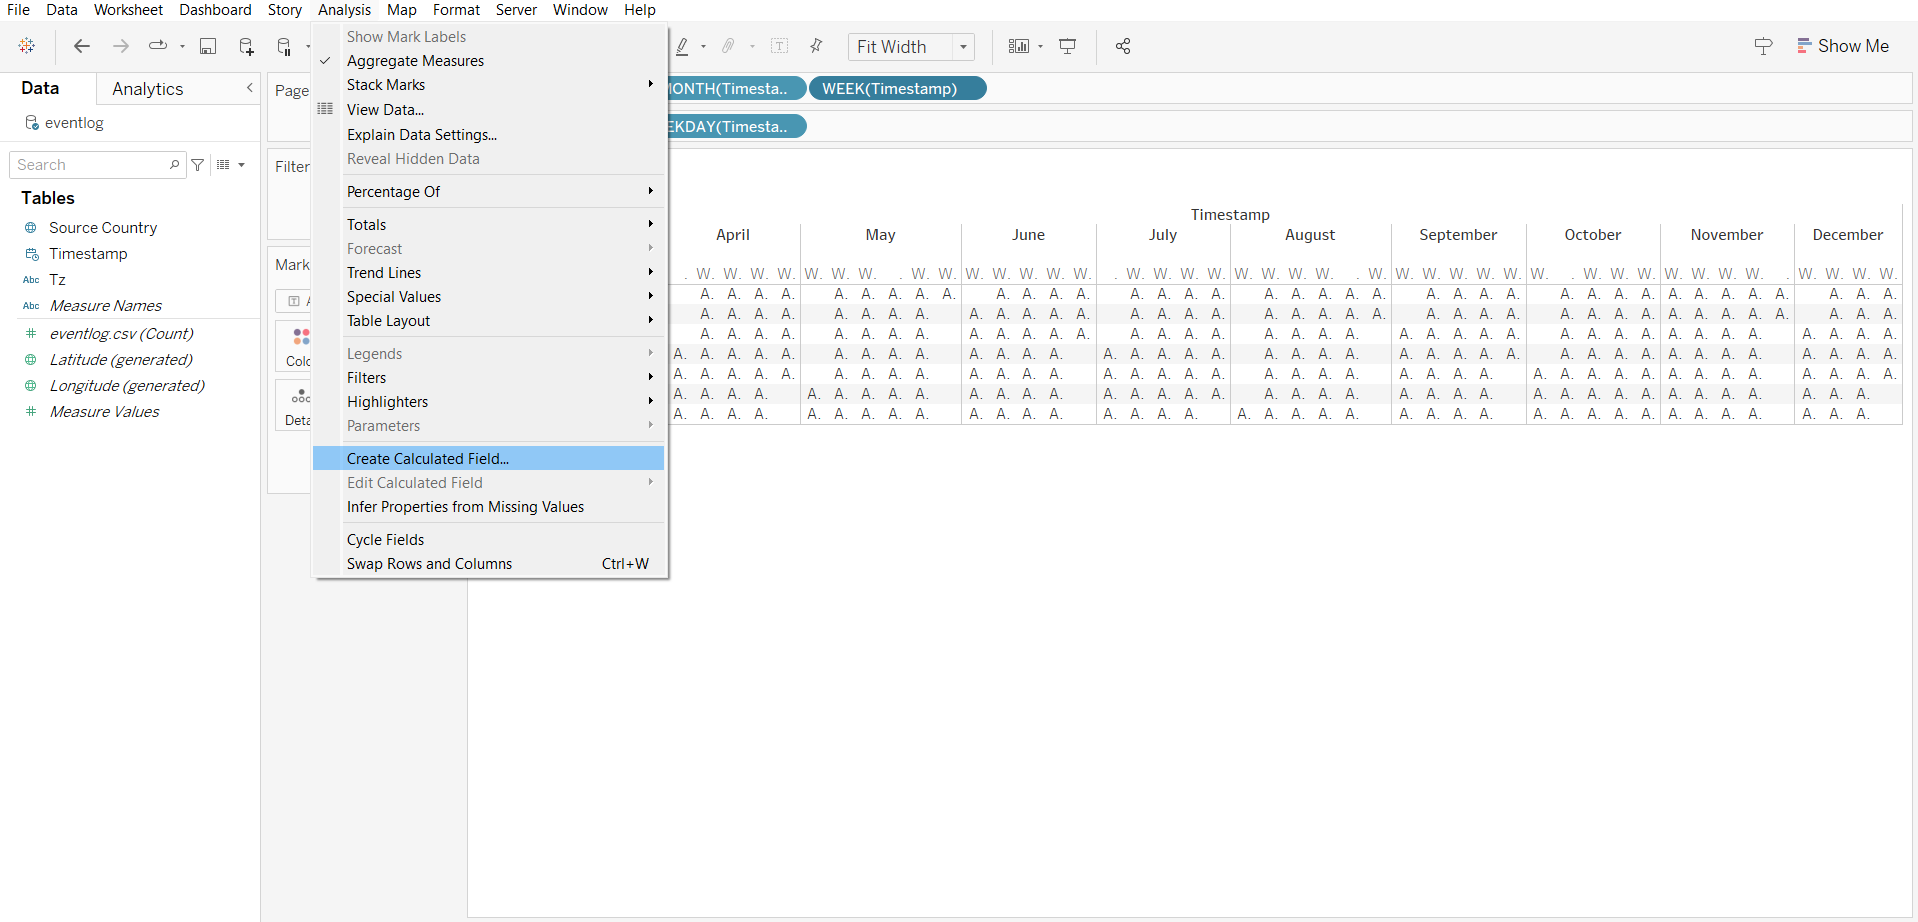 File Data Worksheet Dashboard Story Analysis Map Format Server Window Help
Fit Width
Show Me
Data Analytics
eventlog
Search
Tables
Source Country
Timestamp
Abc Tz
Abc Measure Names
# eventlog.csv (Count)
Latitude (generated)
Longitude (generated)
# Measure Values
Page
Filter
Mark
Colo
Deta
Show Mark Labels
Aggregate Measures
Stack Marks
View Data...
Explain Data Settings...
Reveal Hidden Data
Percentage Of
Totals
Forecast
Trend Lines
Special Values
Table Layout
Legends
Filters
Highlighters
Parameters
Create Calculated Field...
Edit Calculated Field
Infer Properties from Missing Values
Cycle Fields
Swap Rows and Columns Ctrl+W
MONTH(Timesta.. WEEK(Timestamp)
EKDAY(Timesta..
Timestamp
April May June July August September October November December
. W. W. W. W. W. W. W. . W. W. W. W. W. W. W. . W. W. W. W. W. W. W. W. . W. W. W. W. W. W. W. . W. W. W. W. W. W. W. . W. W. W. W.
A. A. A. A. A. A. A. A. A. A. A. A. A. A. A. A. A. A. A. A. A. A. A. A. A. A. A. A. A. A. A. A. A. A. A. A. A. A. A. A.
A. A. A. A. A. A. A. A. A. A. A. A. A. A. A. A. A. A. A. A. A. A. A. A. A. A. A. A. A. A. A. A. A. A. A. A. A. A. A. A.
A. A. A. A. A. A. A. A. A. A. A. A. A. A. A. A. A. A. A. A. A. A. A. A. A. A. A. A. A. A. A. A. A. A. A. A. A. A. A. A.
A. A. A. A. A. A. A. A. A. A. A. A. A. A. A. A. A. A. A. A. A. A. A. A. A. A. A. A. A. A. A. A. A. A. A. A. A. A. A. A. A.
A. A. A. A. A. A. A. A. A. A. A. A. A. A. A. A. A. A. A. A. A. A. A. A. A. A. A. A. A. A. A. A. A. A. A. A. A. A. A. A. A.
A. A. A. A. A. A. A. A. A. A. A. A. A. A. A. A. A. A. A. A. A. A. A. A. A. A. A. A. A. A. A. A. A. A. A. A. A. A. A. A.
A. A. A. A. A. A. A. A. A. A. A. A. A. A. A. A. A. A. A. A. A. A. A. A. A. A. A. A. A. A. A. A. A. A. A. A. A. A. A. A.